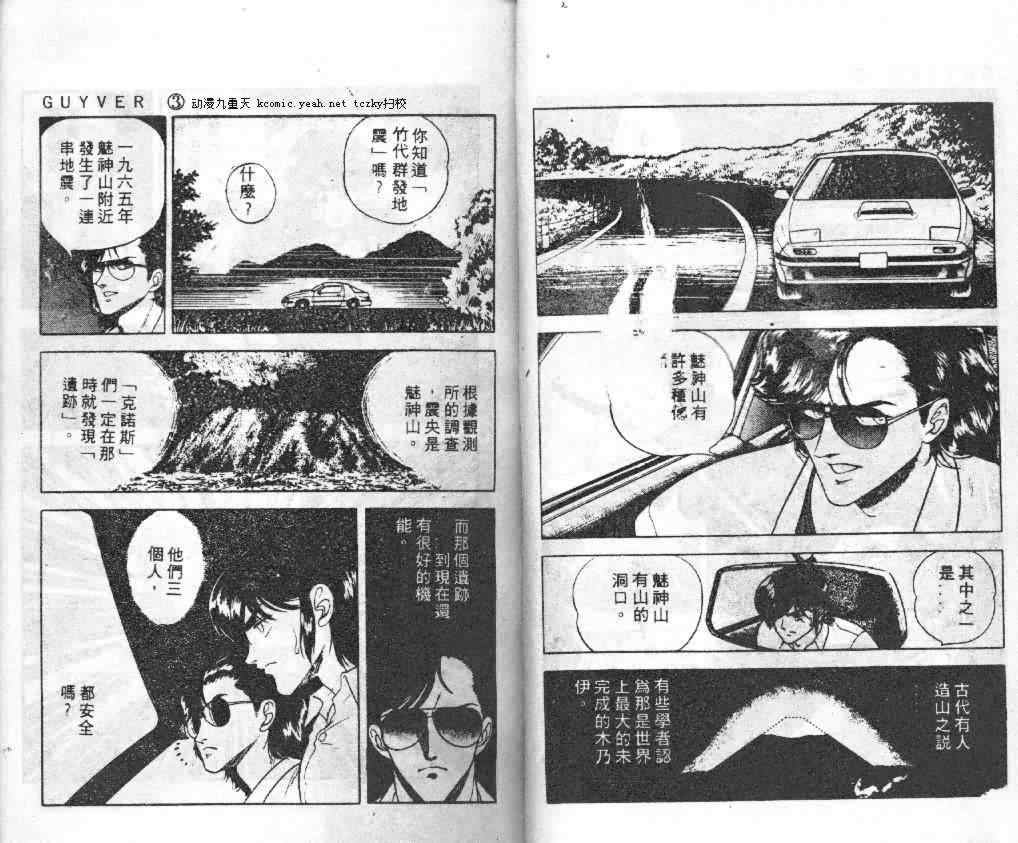 魅神山有
許多種
其中之一
是⋯⋯
魅神山
有山的
洞口。
古代有人
造山之説
⋯⋯
有些學者認
爲那是世界
上最大的未
完成的木乃
伊。
GUYVER ③ 动漫九重天 kcomic.yeah.net tczky扫校
你知道「
竹代群發地
震」嗎？
什麼？
一九六五年
魅神山附近
發生了一連
串地震。
根據觀測
所的調查
，震央是
魅神山。
「克諾斯」
們一定在那
時就發現「
遺跡」。
而那個遺跡
⋯到現在還
有很好的機
能。
他們三
個人，
都安全
嗎？